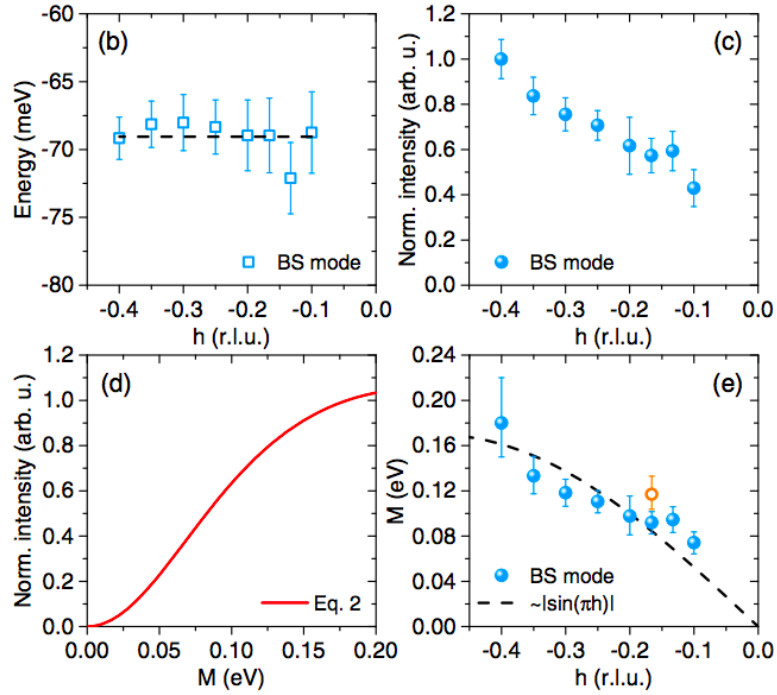 (b)
Energy (meV)
-60
-65
-70
-75
-80
BS mode
-0.4 -0.3 -0.2 -0.1 0.0
h (r.l.u.)
(c)
Norm. intensity (arb. u.)
1.2
1.0
0.8
0.6
0.4
0.2
0.0
BS mode
-0.4 -0.3 -0.2 -0.1 0.0
h (r.l.u.)
(d)
Norm. intensity (arb. u.)
1.2
1.0
0.8
0.6
0.4
0.2
0.0
Eq. 2
0.00 0.05 0.10 0.15 0.20
M (eV)
(e)
M (eV)
0.24
0.20
0.16
0.12
0.08
0.04
0.00
BS mode
~|sin(πh)|
-0.4 -0.3 -0.2 -0.1 0.0
h (r.l.u.)